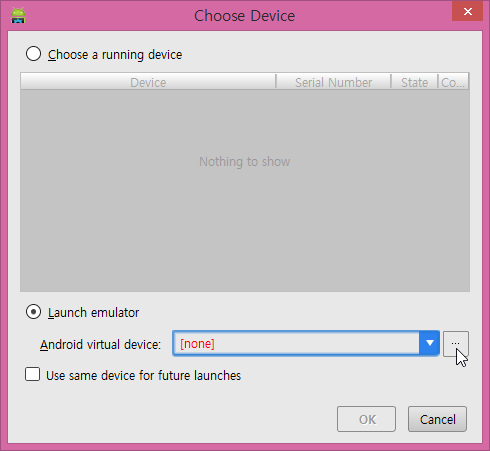 Choose Device
Choose a running device
Device Serial Number State Co...
Nothing to show
Launch emulator
Android virtual device: [none] ...
Use same device for future launches
OK Cancel